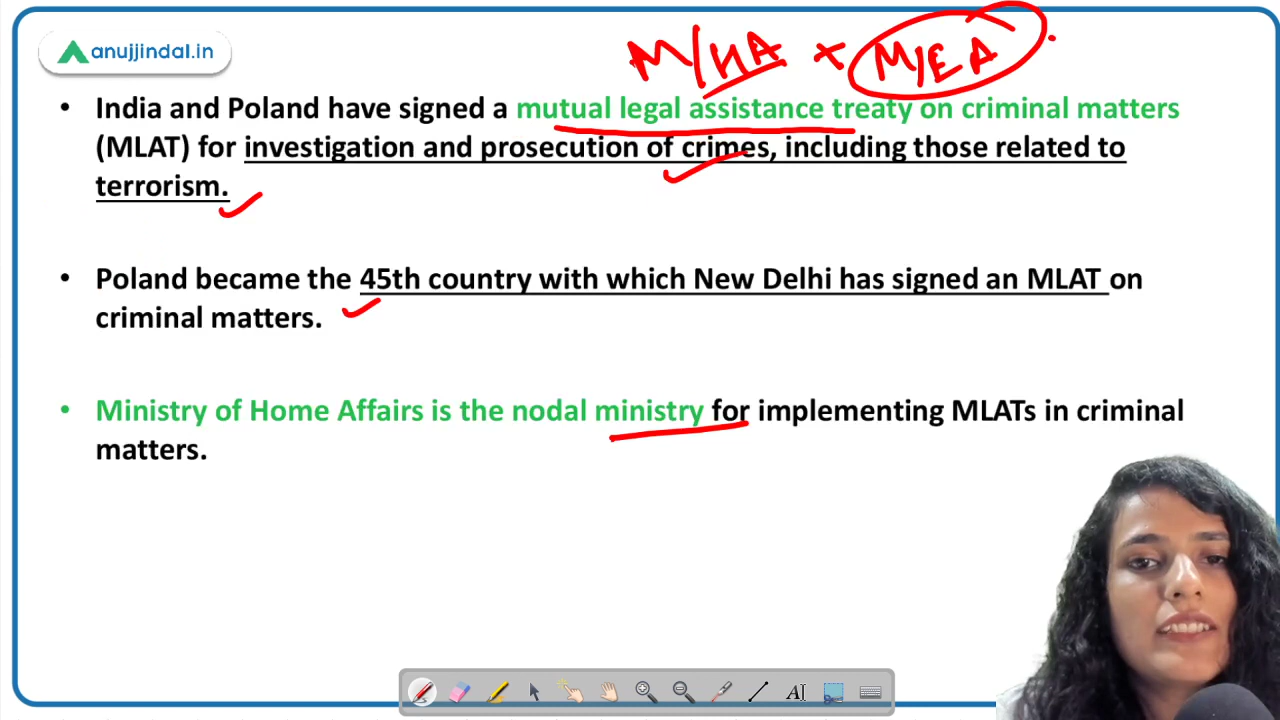 anujjindal.in
M/HA + M/EA
• India and Poland have signed a mutual legal assistance treaty on criminal matters
(MLAT) for investigation and prosecution of crimes, including those related to
terrorism.
• Poland became the 45th country with which New Delhi has signed an MLAT on
criminal matters.
• Ministry of Home Affairs is the nodal ministry for implementing MLATs in criminal
matters.